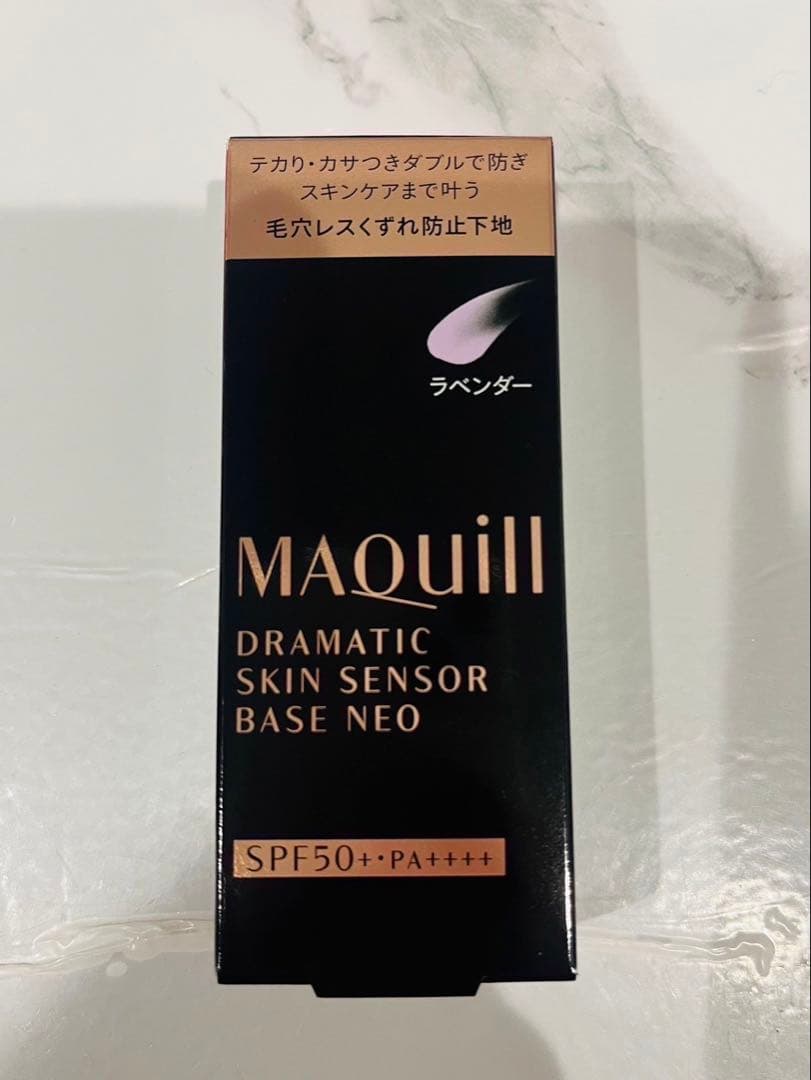 テカり・カサつきダブルで防ぎ
スキンケアまで叶う
毛穴レスくずれ防止下地
ラベンダー
MAQuill
DRAMATIC
SKIN SENSOR
BASE NEO
SPF50+・PA++++